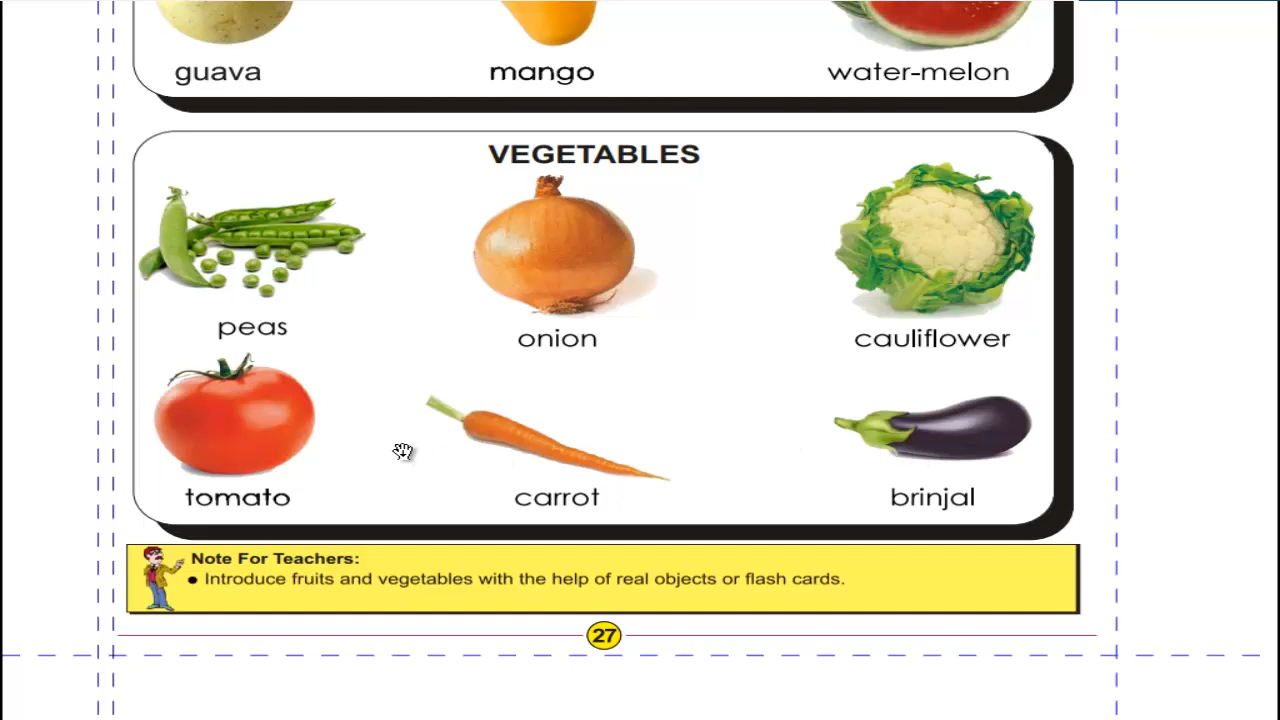 guava mango water-melon
VEGETABLES
peas onion cauliflower
tomato carrot brinjal
Note For Teachers:
● Introduce fruits and vegetables with the help of real objects or flash cards.
27